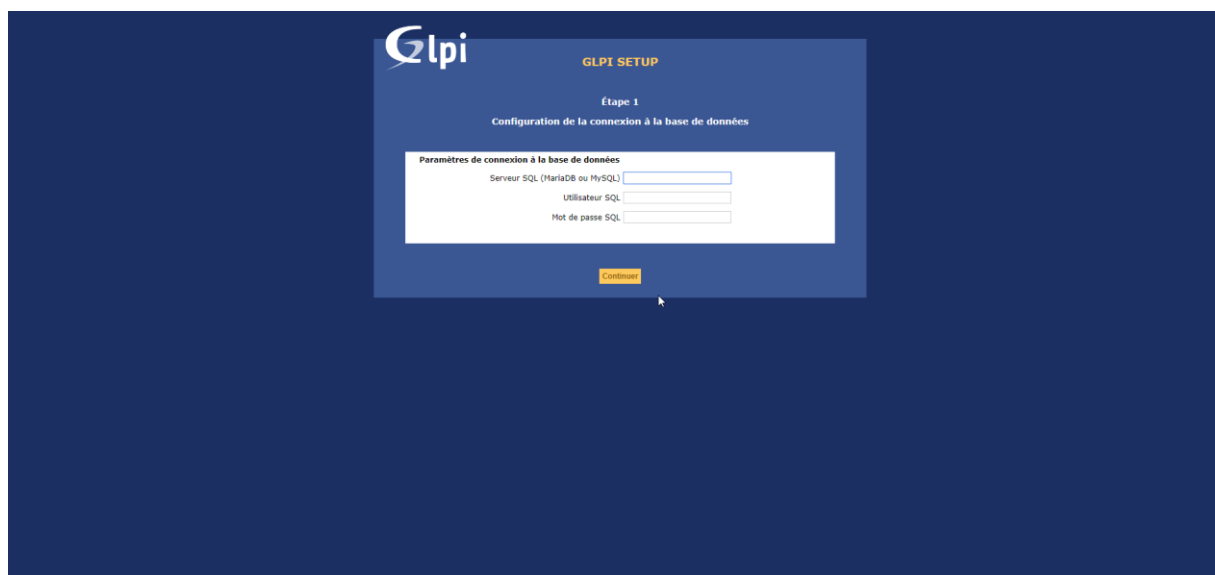 Glpi
GLPI SETUP
Étape 1
Configuration de la connexion à la base de données
Paramètres de connexion à la base de données
Serveur SQL (MariaDB ou MySQL)
Utilisateur SQL
Mot de passe SQL
Continuer